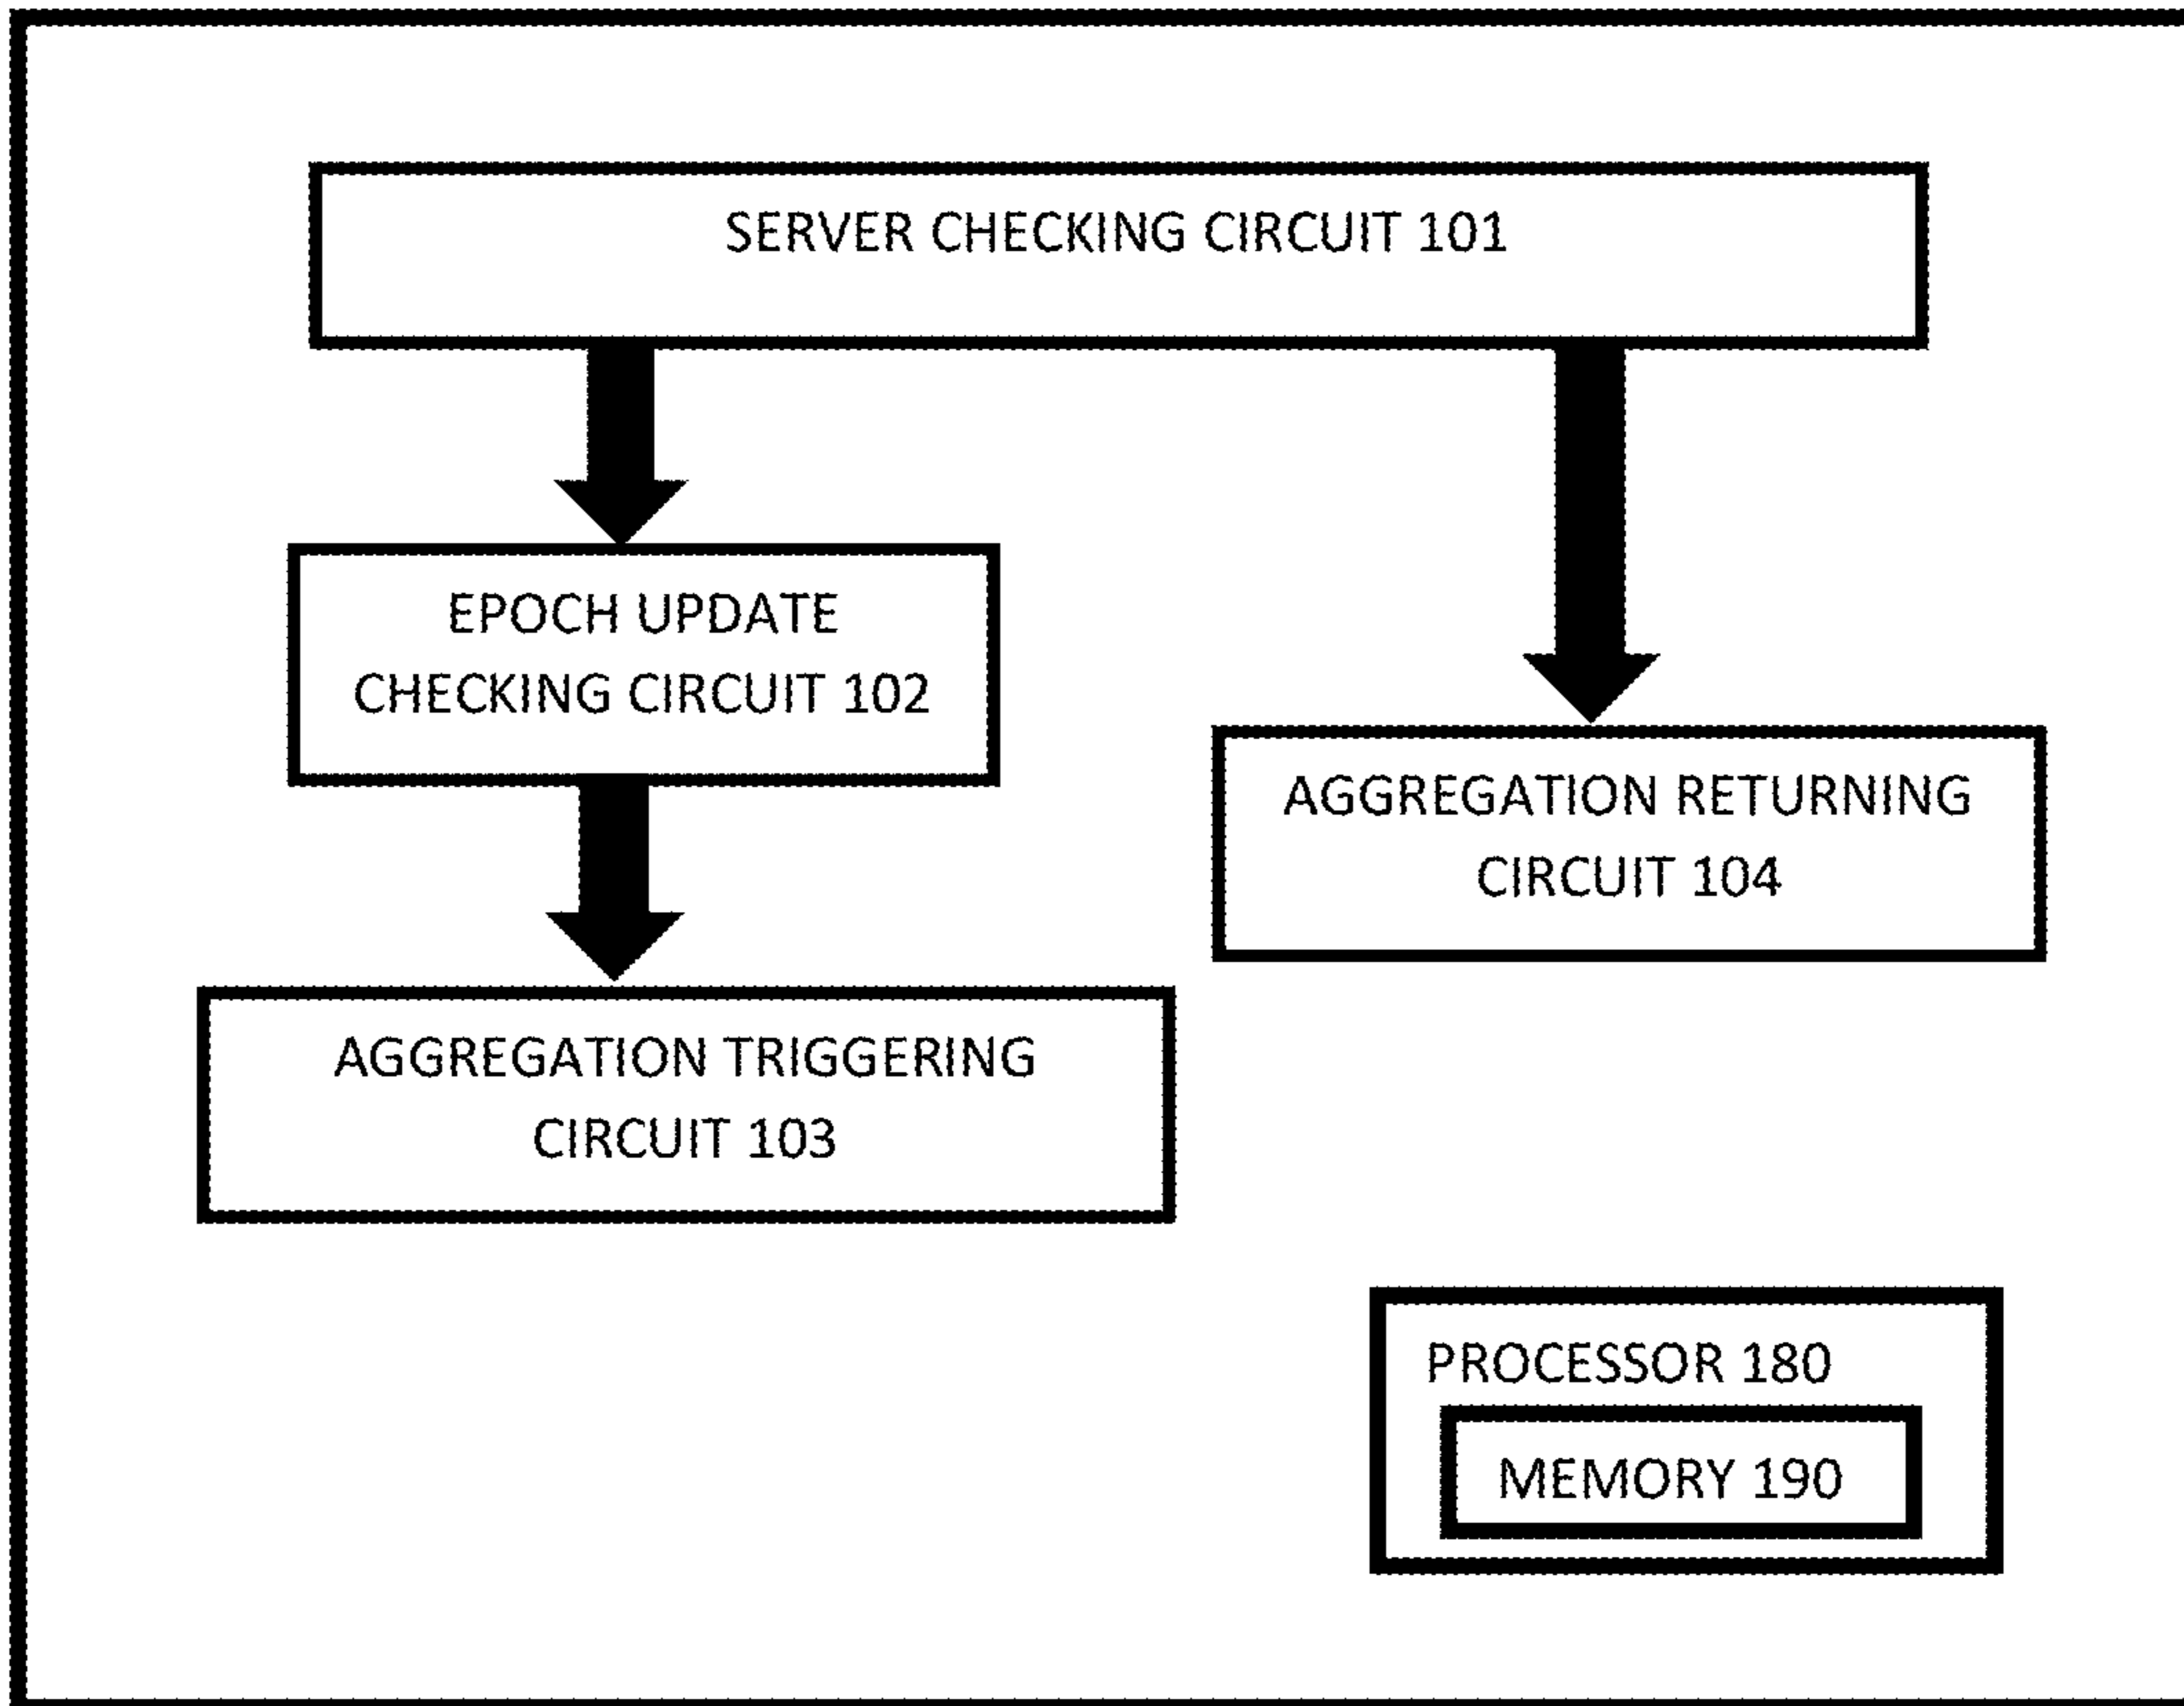 SERVER CHECKING CIRCUIT 101
EPOCH UPDATE
CHECKING CIRCUIT 102
AGGREGATION RETURNING
CIRCUIT 104
AGGREGATION TRIGGERING
CIRCUIT 103
PROCESSOR 180
MEMORY 190